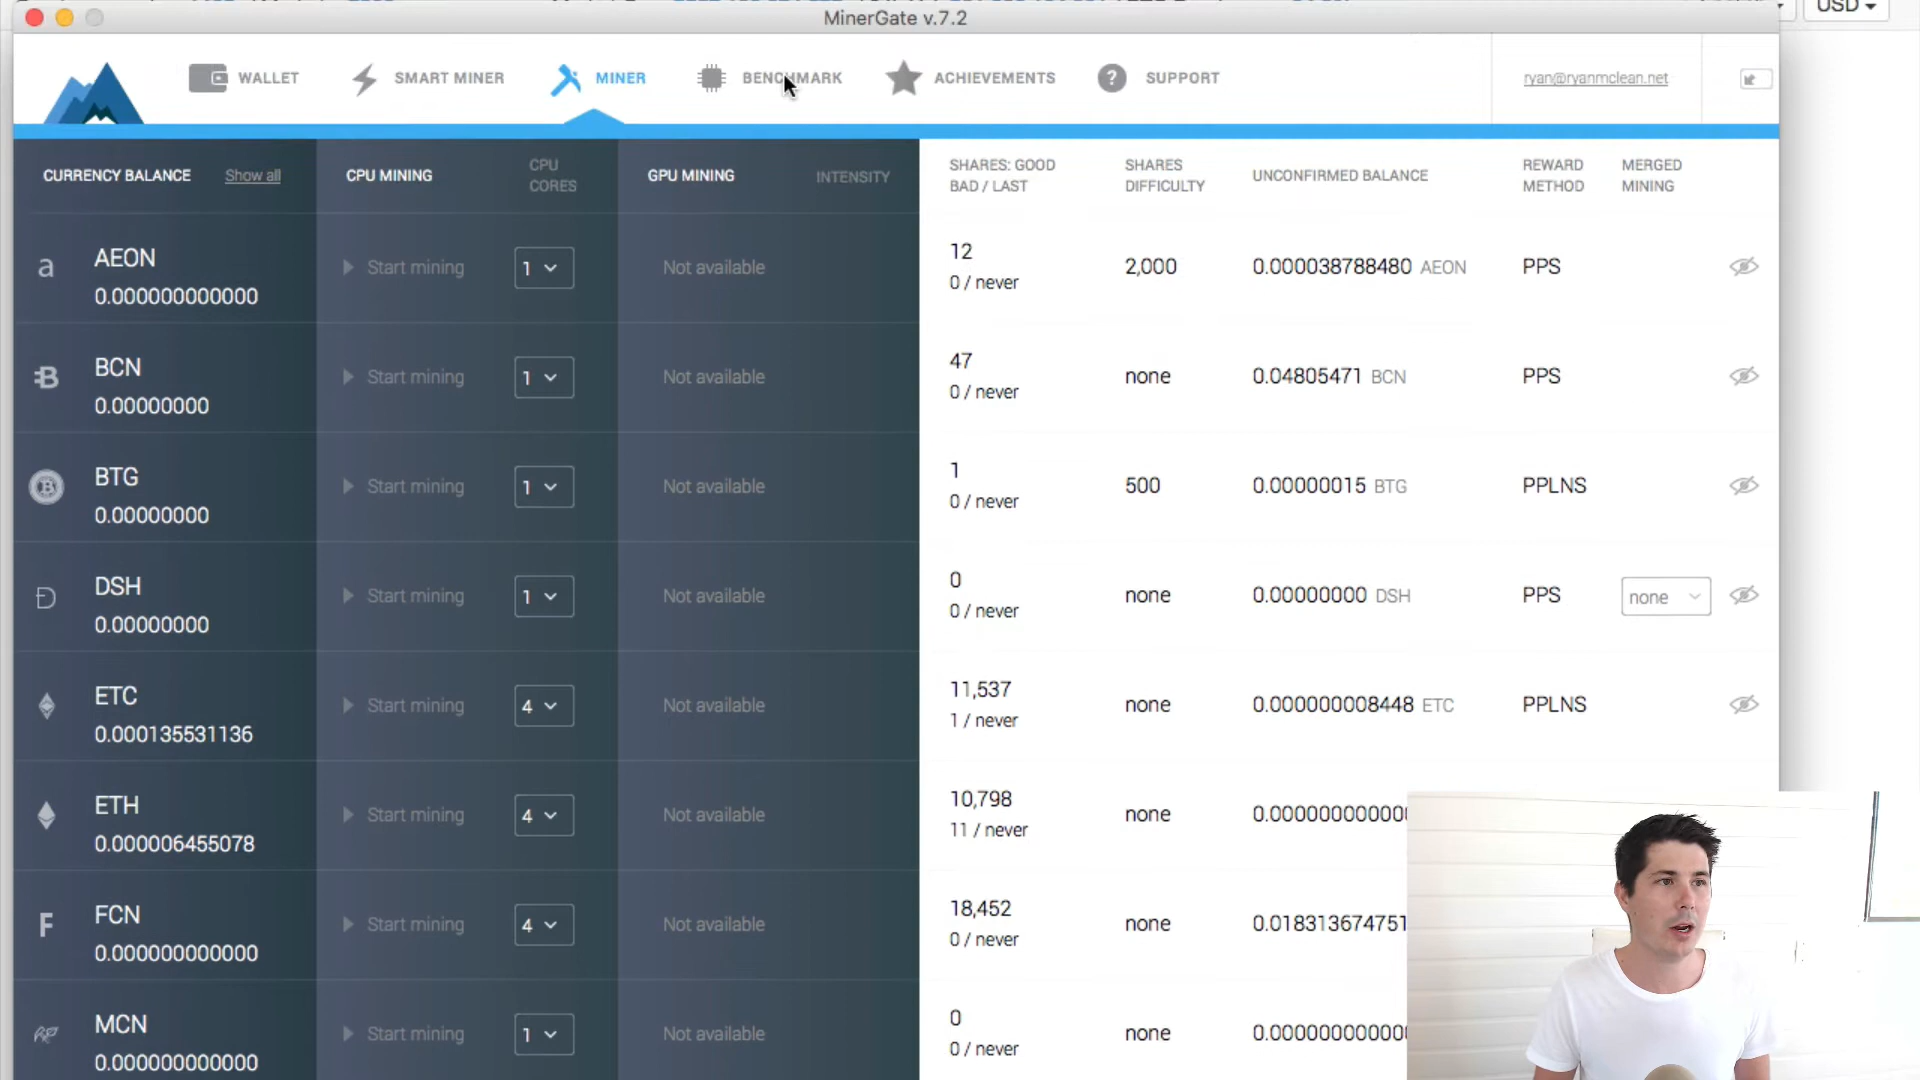 USD
MinerGate v.7.2
WALLET SMART MINER MINER BENCHMARK ACHIEVEMENTS SUPPORT ryan@ryanmclean.net
CURRENCY BALANCE Show all CPU MINING CPU CORES GPU MINING INTENSITY SHARES: GOOD BAD / LAST SHARES DIFFICULTY UNCONFIRMED BALANCE REWARD METHOD MERGED MINING
AEON Start mining 1 Not available 12 2,000 0.000038788480 AEON PPS
0.000000000000 0 / never
BCN Start mining 1 Not available 47 none 0.04805471 BCN PPS
0.00000000 0 / never
BTG Start mining 1 Not available 1 500 0.00000015 BTG PPLNS
0.00000000 0 / never
DSH Start mining 1 Not available 0 none 0.00000000 DSH PPS none
0.00000000 0 / never
ETC Start mining 4 Not available 11,537 none 0.000000008448 ETC PPLNS
0.000135531136 1 / never
ETH Start mining 4 Not available 10,798 none 0.00000000000
0.000006455078 11 / never
FCN Start mining 4 Not available 18,452 none 0.018313674751
0.000000000000 0 / never
MCN Start mining 1 Not available 0 none 0.00000000000
0.000000000000 0 / never